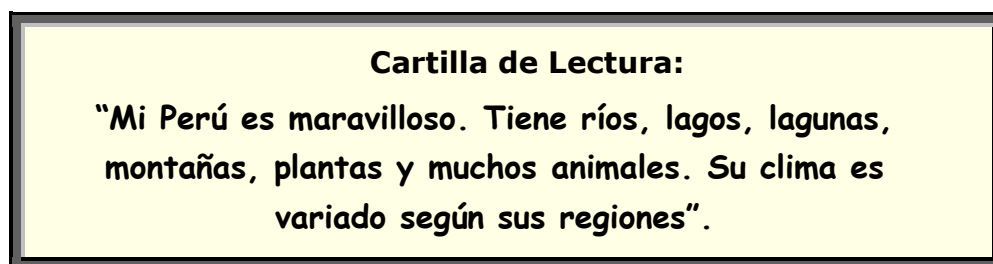 Cartilla de Lectura:
“Mi Perú es maravilloso. Tiene ríos, lagos, lagunas,
montañas, plantas y muchos animales. Su clima es
variado según sus regiones”.